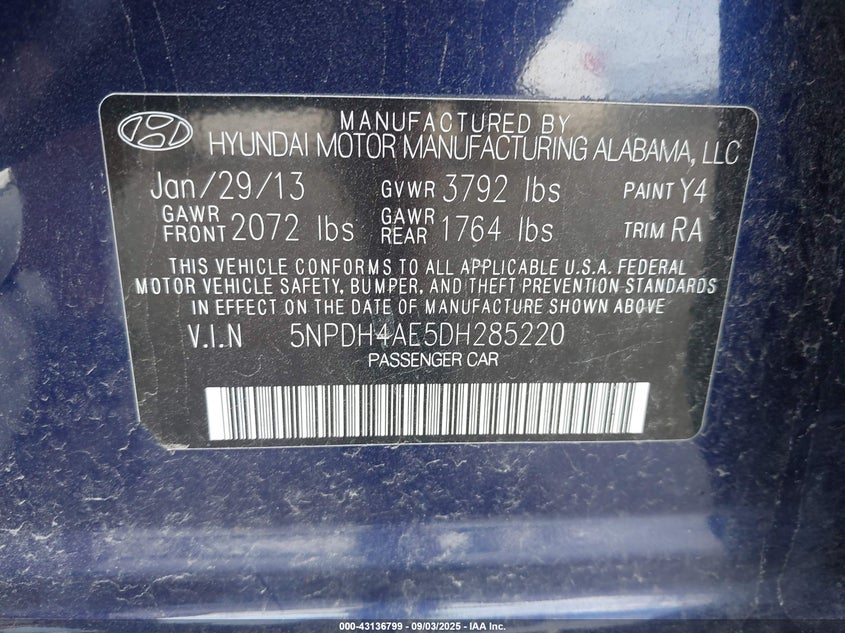 MANUFACTURED BY
HYUNDAI MOTOR MANUFACTURING ALABAMA, LLC
Jan/29/13 GVWR 3792 lbs PAINT Y4
GAWR FRONT 2072 lbs GAWR REAR 1764 lbs TRIM RA
THIS VEHICLE CONFORMS TO ALL APPLICABLE U.S.A. FEDERAL
MOTOR VEHICLE SAFETY, BUMPER, AND THEFT PREVENTION STANDARDS
IN EFFECT ON THE DATE OF MANUFACTURE SHOWN ABOVE
V.I.N 5NPDH4AE5DH285220
PASSENGER CAR
000-43136799 - 09/03/2025 - IAA Inc.